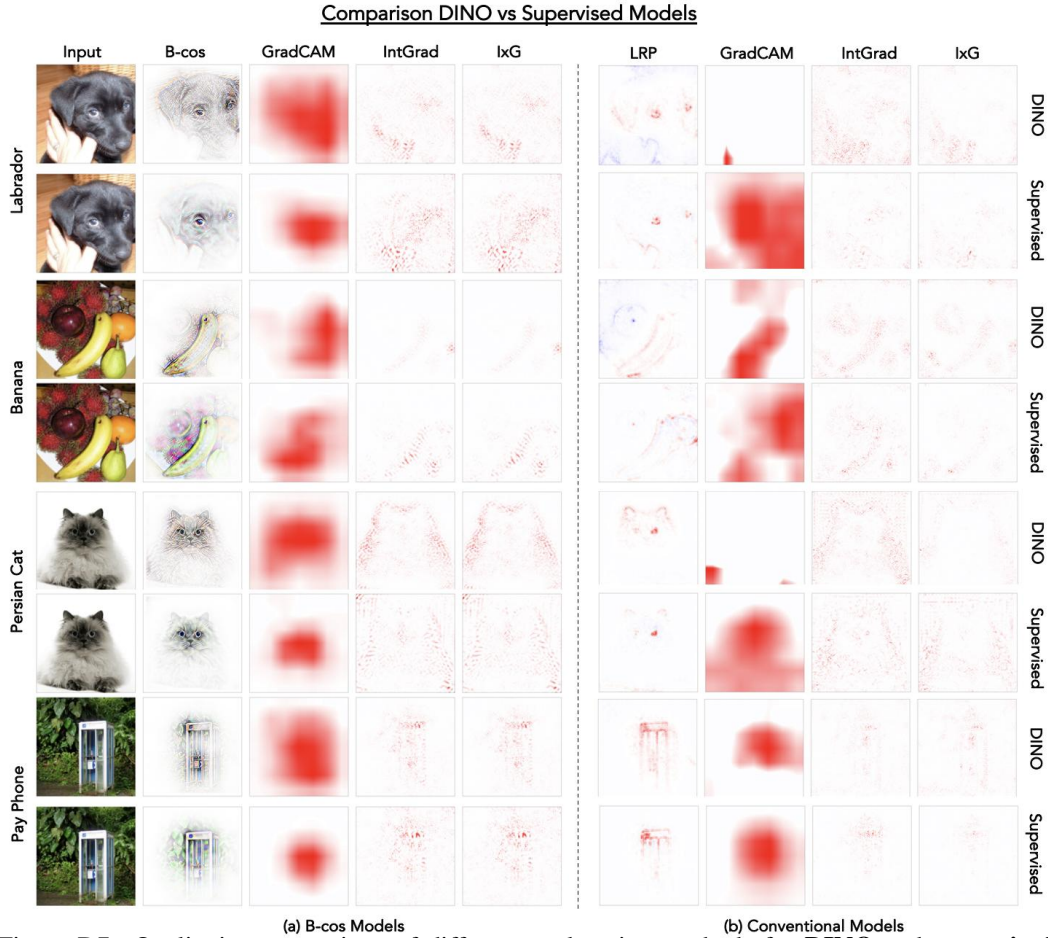 Comparison DINO vs Supervised Models
Input B-cos GradCAM IntGrad IxG LRP GradCAM IntGrad IxG
Labrador
DINO
Supervised
Banana
DINO
Supervised
Persian Cat
DINO
Supervised
Pay Phone
DINO
Supervised
(a) B-cos Models (b) Conventional Models